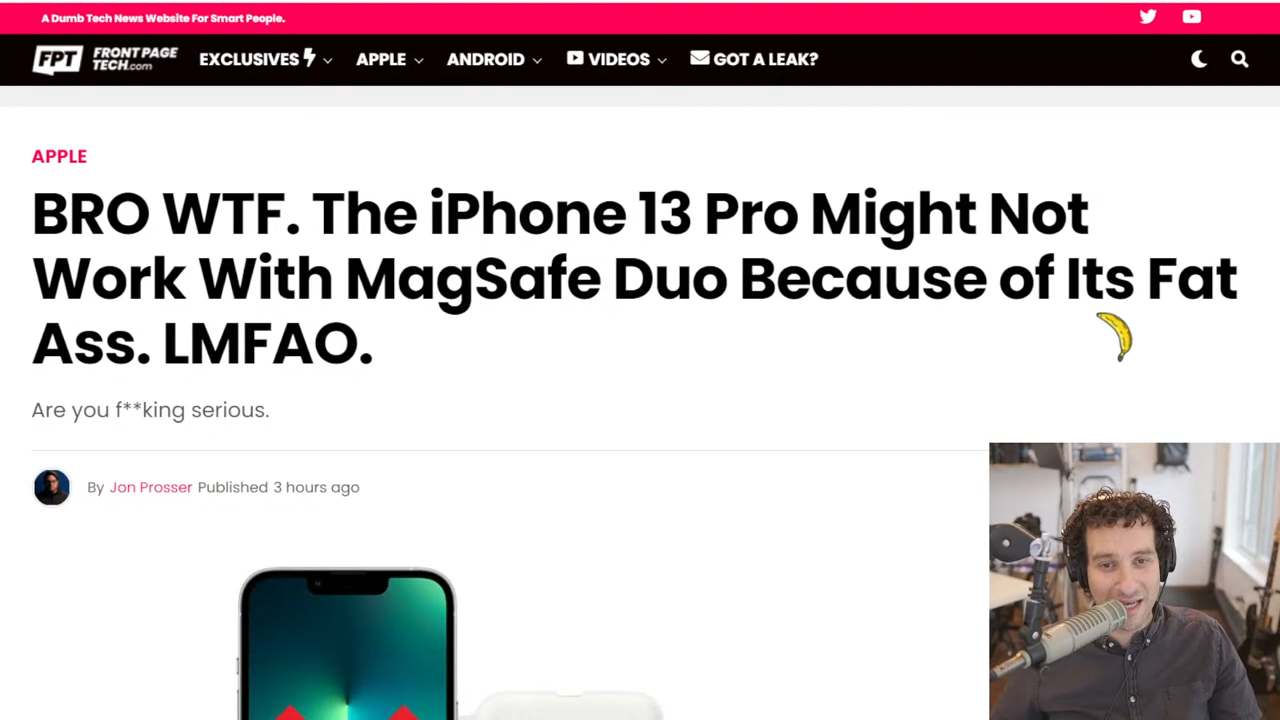 A Dumb Tech News Website For Smart People.
FPT FRONT PAGE TECH.com EXCLUSIVES APPLE ANDROID VIDEOS GOT A LEAK?
APPLE
BRO WTF. The iPhone 13 Pro Might Not
Work With MagSafe Duo Because of Its Fat
Ass. LMFAO.
Are you f**king serious.
By Jon Prosser Published 3 hours ago